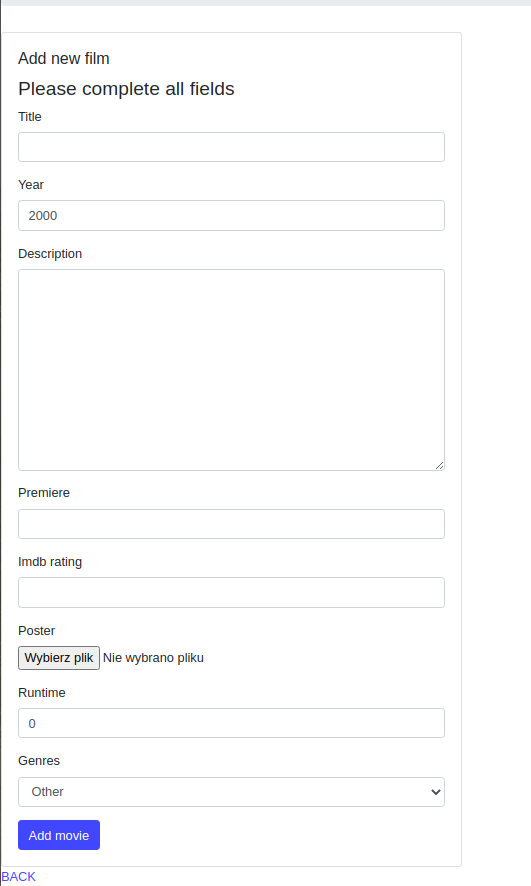 Add new film
Please complete all fields
Title
Year
2000
Description
Premiere
Imdb rating
Poster
Wybierz plik Nie wybrano pliku
Runtime
0
Genres
Other
Add movie
BACK